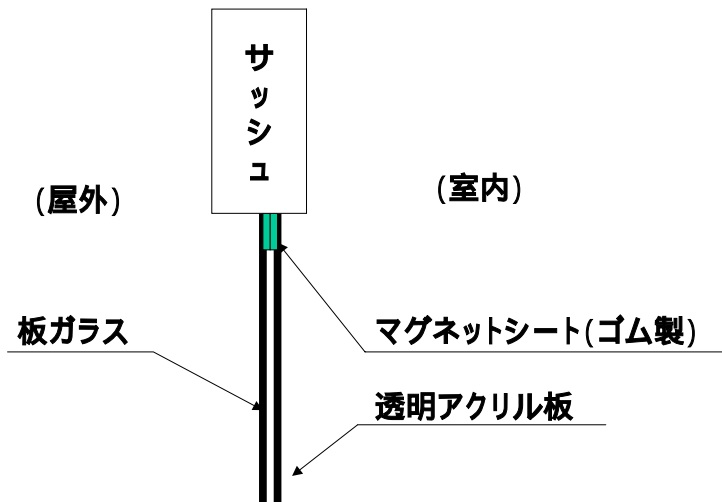 サッシュ
(屋外)
(室内)
板ガラス
マグネットシート(ゴム製)
透明アクリル板